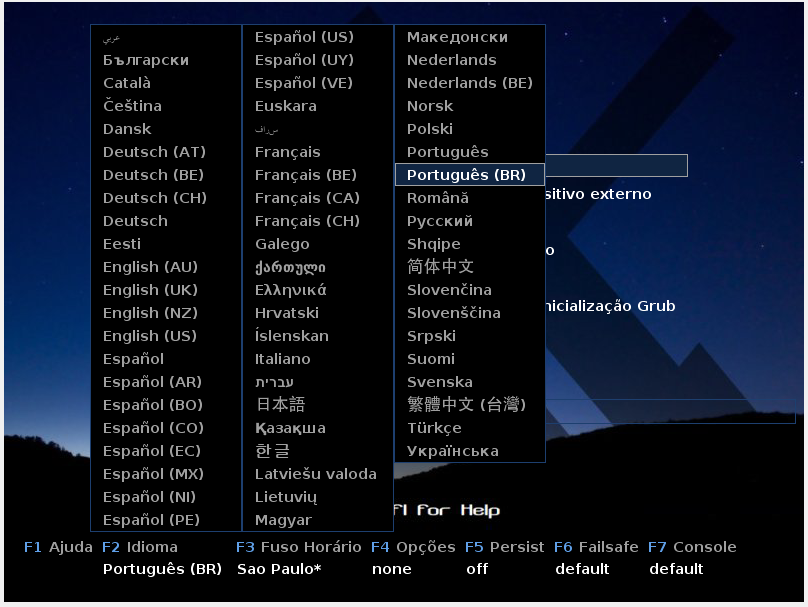 عربي
Български
Català
Čeština
Dansk
Deutsch (AT)
Deutsch (BE)
Deutsch (CH)
Deutsch
Eesti
English (AU)
English (UK)
English (NZ)
English (US)
Español
Español (AR)
Español (BO)
Español (CO)
Español (EC)
Español (MX)
Español (NI)
Español (PE)
Español (US)
Español (UY)
Español (VE)
Euskara
Français
Français (BE)
Français (CA)
Français (CH)
Galego
ქართული
Ελληνικά
Hrvatski
Íslenskan
Italiano
עברית
日本語
Қазақша
한글
Latviešu valoda
Lietuvių
Magyar
Македонски
Nederlands
Nederlands (BE)
Norsk
Polski
Português
Português (BR)
Română
Русский
Shqipe
简体中文
Slovenčina
Slovenščina
Srpski
Suomi
Svenska
繁體中文 (台灣)
Türkçe
Українська
sitivo externo
o
nicialização Grub
f1 For Help
F1 Ajuda F2 Idioma F3 Fuso Horário F4 Opções F5 Persist F6 Failsafe F7 Console
Português (BR) Sao Paulo* none off default default